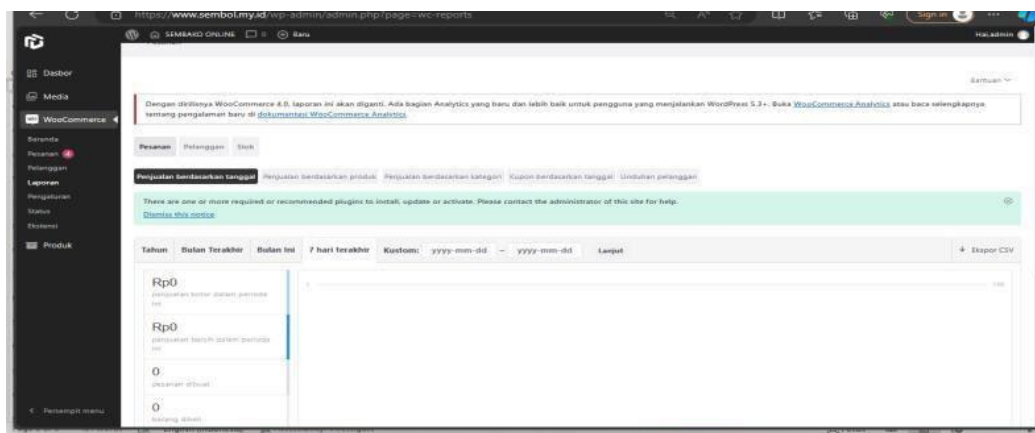 https://www.sembol.my.id/wp-admin/admin.php?page=wc-reports
Sign in
SEMBAKO ONLINE
Baru
Hai,admin
Dasbor
Media
WooCommerce
Beranda
Pesanan 4
Pelanggan
Laporan
Pengaturan
Status
Ekstensi
Produk
Persempit menu
Bantuan
Dengan dirilisnya WooCommerce 4.0, laporan ini akan diganti. Ada bagian Analytics yang baru dan lebih baik untuk pengguna yang menjalankan WordPress 5.3+. Buka WooCommerce Analytics atau baca selengkapnya
tentang pengalaman baru di dokumentasi WooCommerce Analytics.
Pesanan Pelanggan Stok
Penjualan berdasarkan tanggal Penjualan berdasarkan produk Penjualan berdasarkan kategori Kupon berdasarkan tanggal Unduhan pelanggan
There are one or more required or recommended plugins to install, update or activate. Please contact the administrator of this site for help.
Dismiss this notice
Tahun Bulan Terakhir Bulan Ini 7 hari terakhir Kustom: yyyy-mm-dd – yyyy-mm-dd Lanjut Ekspor CSV
Rp0
penjualan kotor dalam periode
ini
Rp0
penjualan bersih dalam periode
ini
0
pesanan dibuat
0
barang dibeli